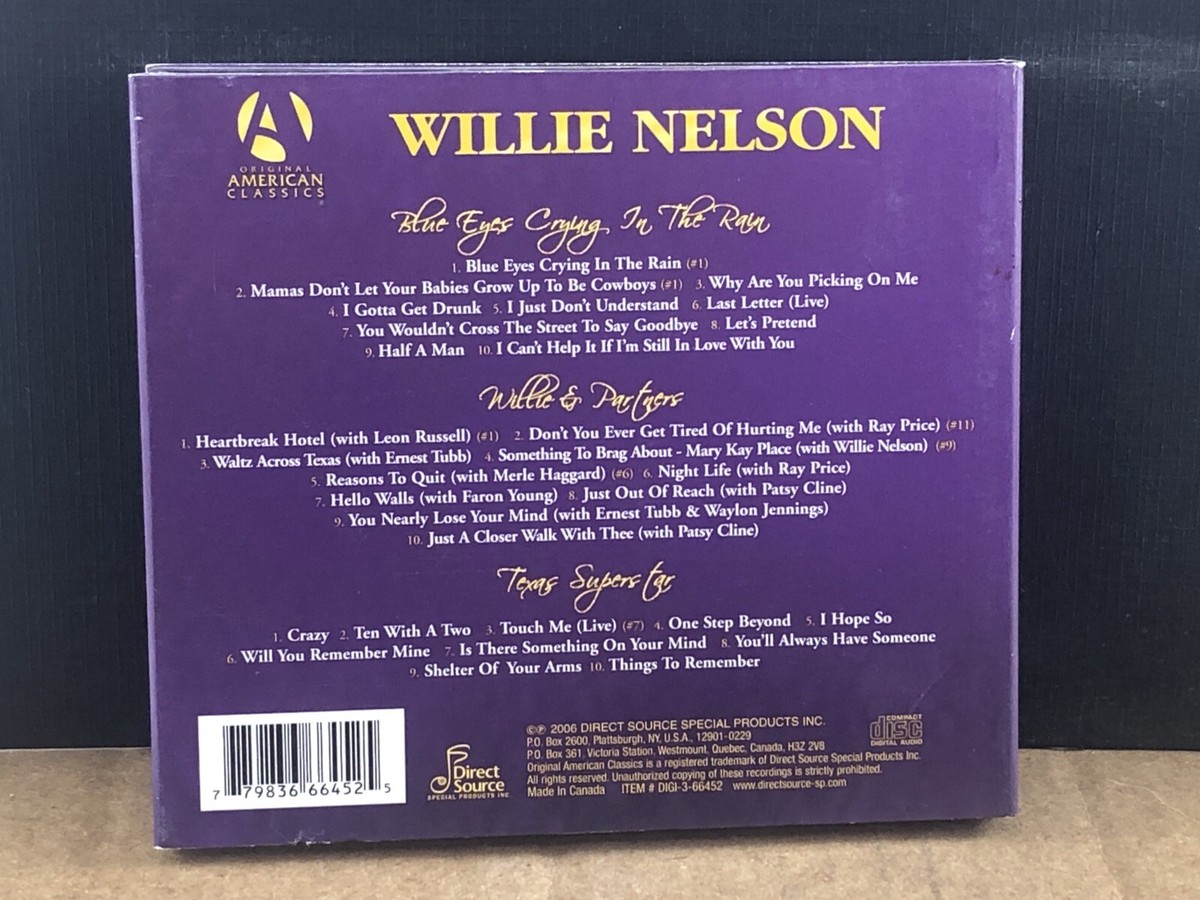 ORIGINAL
AMERICAN
CLASSICS
WILLIE NELSON
Blue Eyes Crying In The Rain
1. Blue Eyes Crying In The Rain (#1)
2. Mamas Don't Let Your Babies Grow Up To Be Cowboys (#1) 3. Why Are You Picking On Me
4. I Gotta Get Drunk 5. I Just Don't Understand 6. Last Letter (Live)
7. You Wouldn't Cross The Street To Say Goodbye 8. Let's Pretend
9. Half A Man 10. I Can't Help It If I'm Still In Love With You
Willie & Partners
1. Heartbreak Hotel (with Leon Russell) (#1) 2. Don't You Ever Get Tired Of Hurting Me (with Ray Price) (#11)
3. Waltz Across Texas (with Ernest Tubb) 4. Something To Brag About - Mary Kay Place (with Willie Nelson) (#9)
5. Reasons To Quit (with Merle Haggard) (#6) 6. Night Life (with Ray Price)
7. Hello Walls (with Faron Young) 8. Just Out Of Reach (with Patsy Cline)
9. You Nearly Lose Your Mind (with Ernest Tubb & Waylon Jennings)
10. Just A Closer Walk With Thee (with Patsy Cline)
Texas Superstar
1. Crazy 2. Ten With A Two 3. Touch Me (Live) (#7) 4. One Step Beyond 5. I Hope So
6. Will You Remember Mine 7. Is There Something On Your Mind 8. You'll Always Have Someone
9. Shelter Of Your Arms 10. Things To Remember
7 79836 66452 5
Direct
Source
SPECIAL PRODUCTS INC.
©℗ 2006 DIRECT SOURCE SPECIAL PRODUCTS INC.
P.O. Box 2600, Plattsburgh, NY, U.S.A., 12901-0229
P.O. Box 361, Victoria Station, Westmount, Quebec, Canada, H3Z 2V8
Original American Classics is a registered trademark of Direct Source Special Products Inc.
All rights reserved. Unauthorized copying of these recordings is strictly prohibited.
Made In Canada ITEM # DIGI-3-66452 www.directsource-sp.com
COMPACT
disc
DIGITAL AUDIO